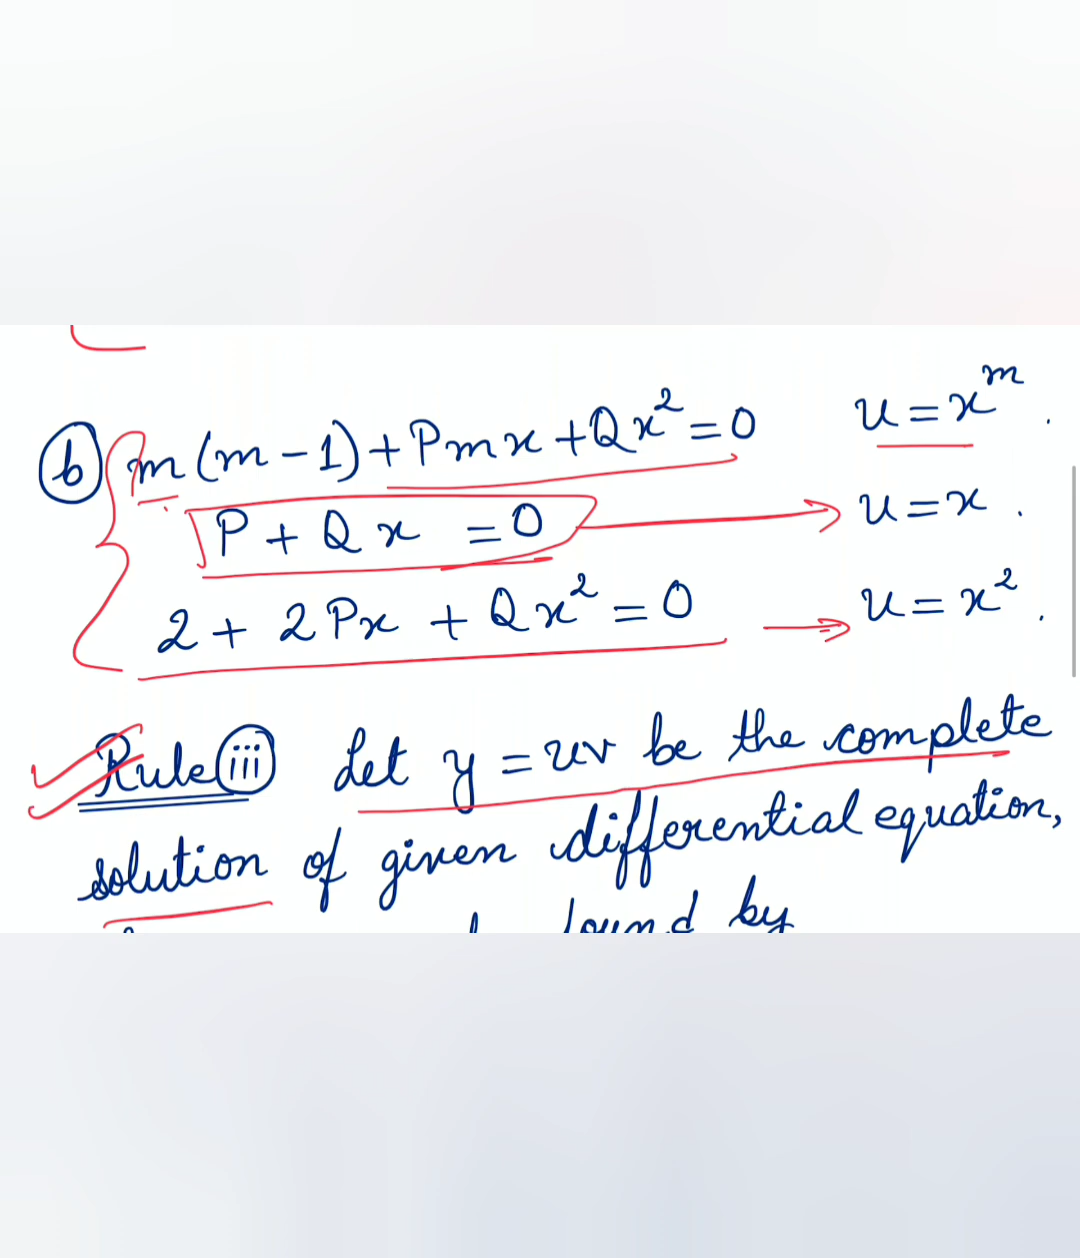 (b) m(m-1)+Pmx+Qx²=0 u=x^m.
P+Qx =0 → u=x.
2+2Px+Qx²=0 → u=x².
Rule (iii) Let y=uv be the complete
solution of given differential equation,
by